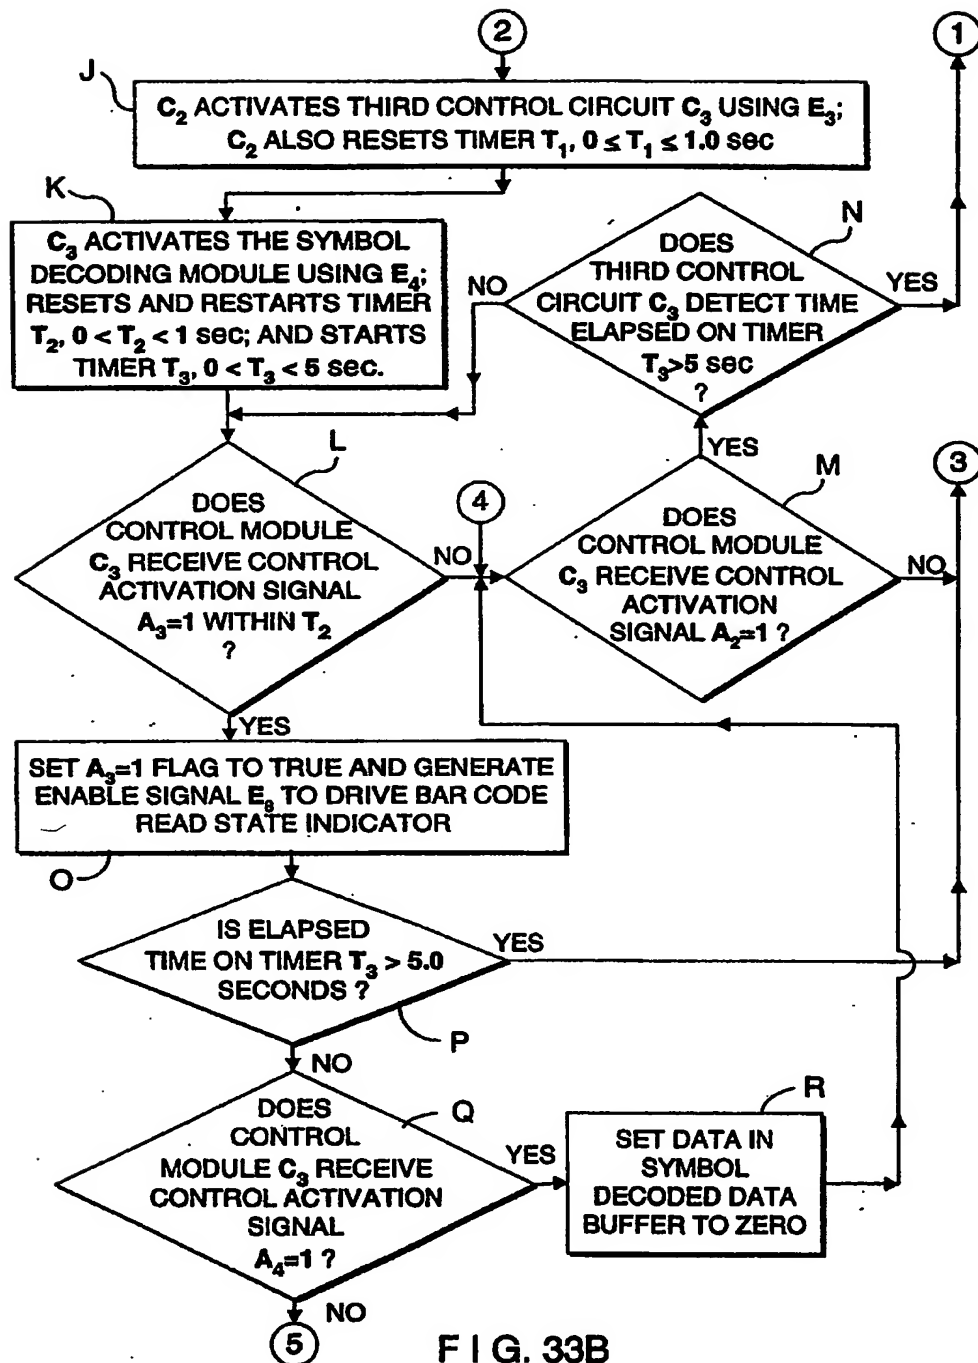 2
1
J
C₂ ACTIVATES THIRD CONTROL CIRCUIT C₃ USING E₃;
C₂ ALSO RESETS TIMER T₁, 0 ≤ T₁ ≤ 1.0 sec
K
C₃ ACTIVATES THE SYMBOL
DECODING MODULE USING E₄;
RESETS AND RESTARTS TIMER
T₂, 0 < T₂ < 1 sec; AND STARTS
TIMER T₃, 0 < T₃ < 5 sec.
N
DOES
THIRD CONTROL
CIRCUIT C₃ DETECT TIME
ELAPSED ON TIMER
T₃>5 sec
?
NO
YES
L
DOES
CONTROL MODULE
C₃ RECEIVE CONTROL
ACTIVATION SIGNAL
A₃=1 WITHIN T₂
?
NO
YES
4
M
YES
DOES
CONTROL MODULE
C₃ RECEIVE CONTROL
ACTIVATION
SIGNAL A₂=1 ?
NO
3
SET A₃=1 FLAG TO TRUE AND GENERATE
ENABLE SIGNAL E₈ TO DRIVE BAR CODE
READ STATE INDICATOR
O
IS ELAPSED
TIME ON TIMER T₃ > 5.0
SECONDS ?
YES
P
NO
Q
DOES
CONTROL
MODULE C₃ RECEIVE
CONTROL ACTIVATION
SIGNAL
A₄=1 ?
YES
R
SET DATA IN
SYMBOL
DECODED DATA
BUFFER TO ZERO
NO
5
FIG. 33B